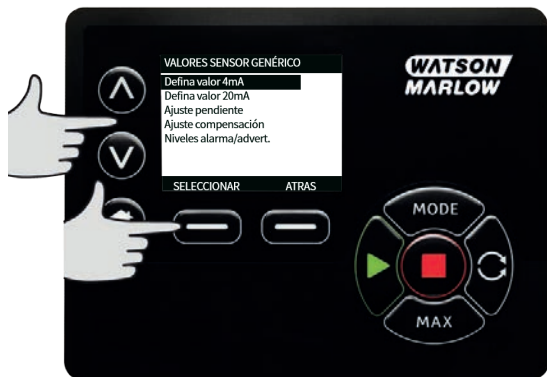 VALORES SENSOR GENÉRICO
Defina valor 4mA
Defina valor 20mA
Ajuste pendiente
Ajuste compensación
Niveles alarma/advert.
SELECCIONAR ATRAS
WATSON
MARLOW
MODE
MAX